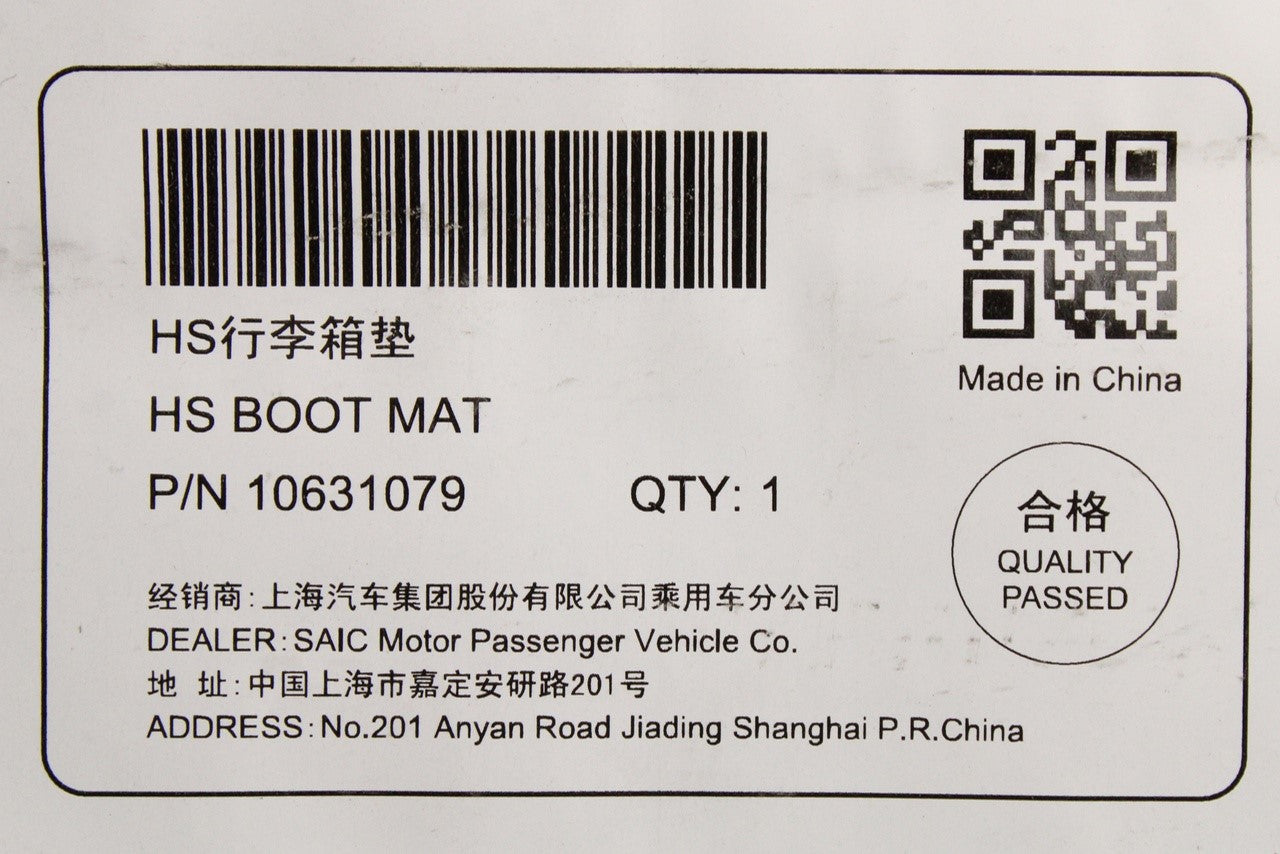 HS行李箱垫
HS BOOT MAT
P/N 10631079 QTY: 1
经销商:上海汽车集团股份有限公司乘用车分公司
DEALER:SAIC Motor Passenger Vehicle Co.
地 址:中国上海市嘉定安研路201号
ADDRESS:No.201 Anyan Road Jiading Shanghai P.R.China
Made in China
合格
QUALITY
PASSED